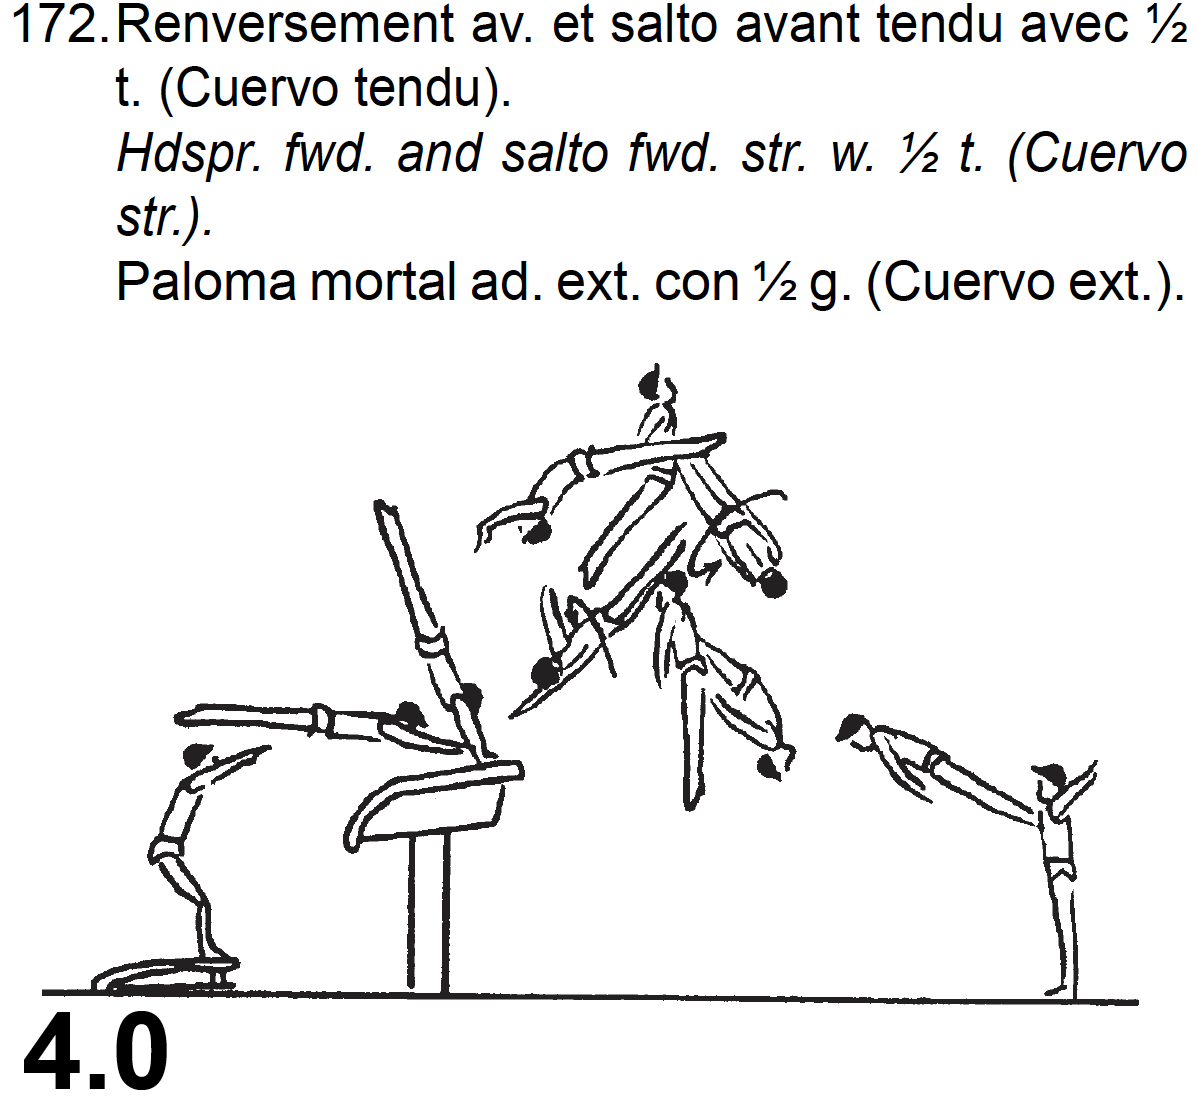 172. Renversement av. et salto avant tendu avec ½
t. (Cuervo tendu).
Hdspr. fwd. and salto fwd. str. w. ½ t. (Cuervo
str.).
Paloma mortal ad. ext. con ½ g. (Cuervo ext.).
4.0